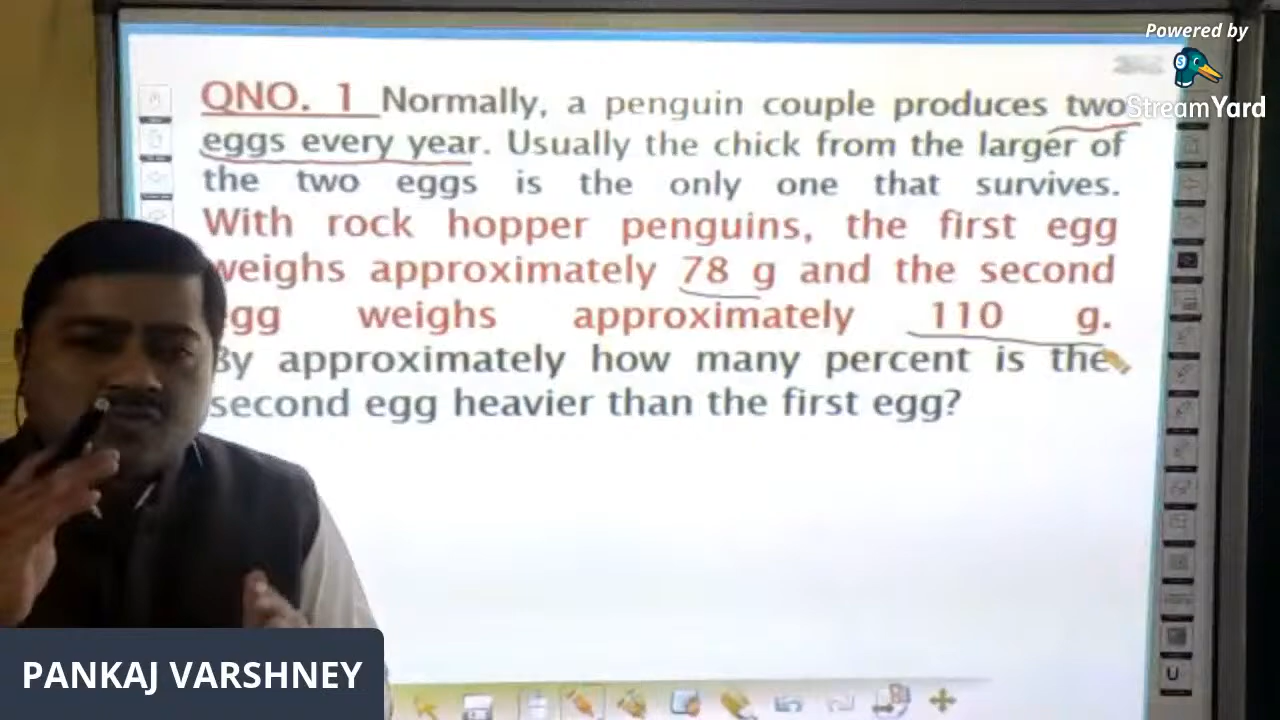 Powered by
StreamYard
QNO. 1 Normally, a penguin couple produces two
eggs every year. Usually the chick from the larger of
the two eggs is the only one that survives.
With rock hopper penguins, the first egg
weighs approximately 78 g and the second
egg weighs approximately 110 g.
By approximately how many percent is the
second egg heavier than the first egg?
U
PANKAJ VARSHNEY